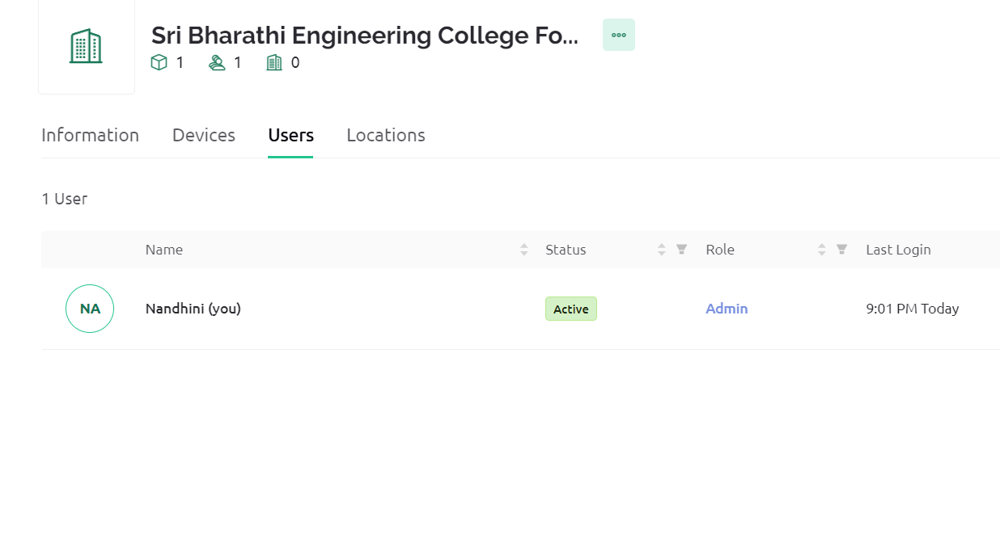 Sri Bharathi Engineering College Fo...
1 1 0
Information Devices Users Locations
1 User
Name Status Role Last Login
NA Nandhini (you) Active Admin 9:01 PM Today